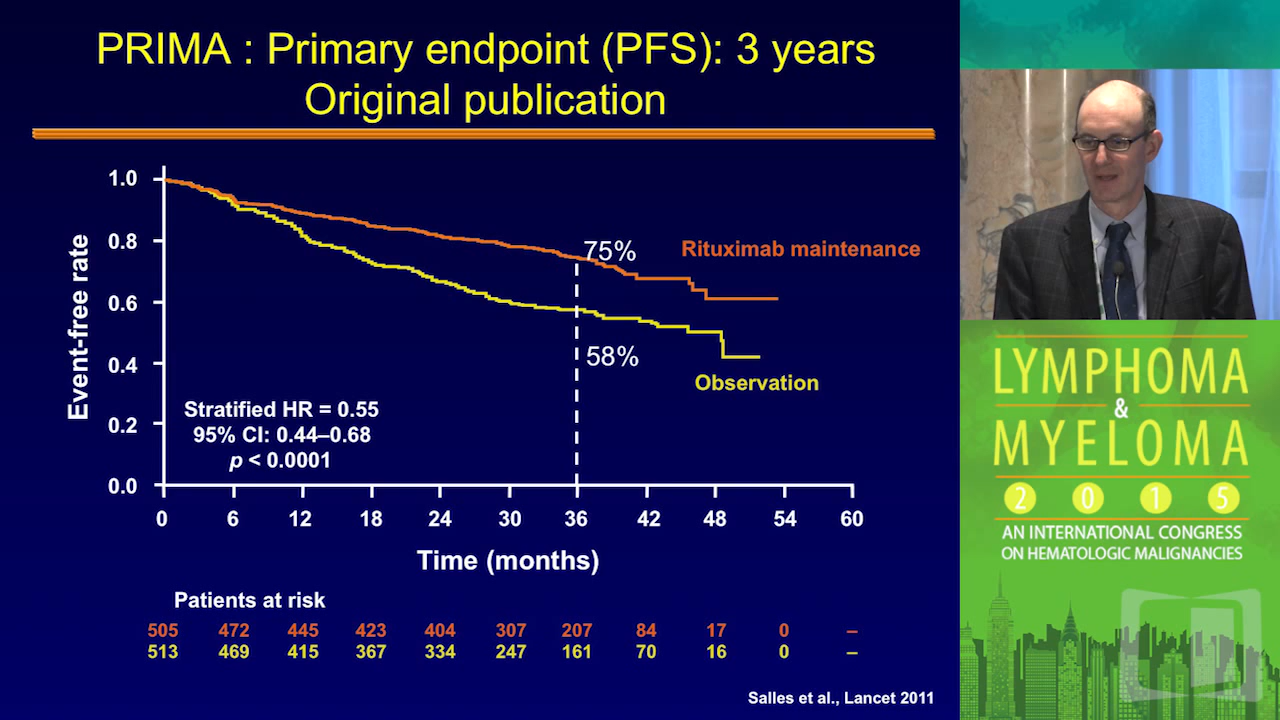 PRIMA : Primary endpoint (PFS): 3 years
Original publication
1.0
0.8
0.6
0.4
0.2
0.0
Event-free rate
75%
58%
Rituximab maintenance
Observation
Stratified HR = 0.55
95% CI: 0.44–0.68
p < 0.0001
0 6 12 18 24 30 36 42 48 54 60
Time (months)
Patients at risk
505 472 445 423 404 307 207 84 17 0 –
513 469 415 367 334 247 161 70 16 0 –
Salles et al., Lancet 2011
LYMPHOMA
&
MYELOMA
2 0 1 5
AN INTERNATIONAL CONGRESS
ON HEMATOLOGIC MALIGNANCIES